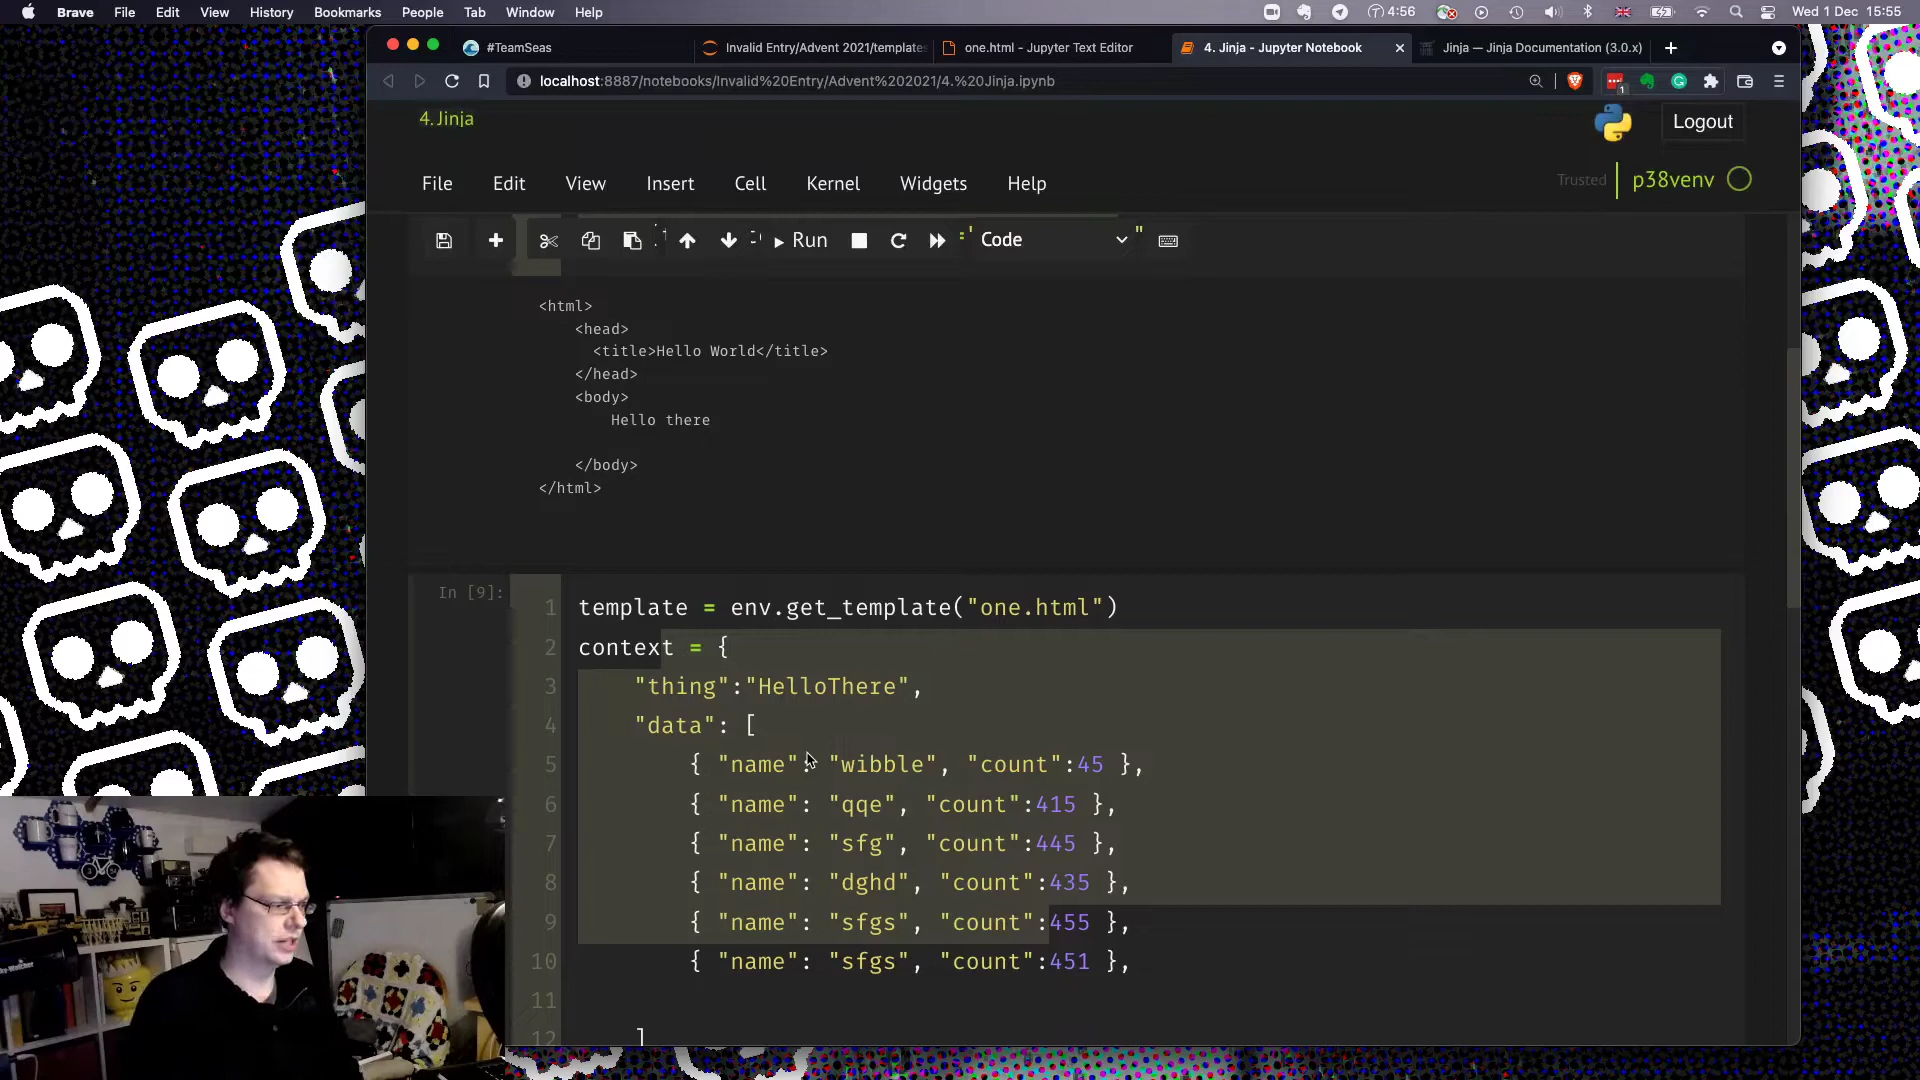 Brave File Edit View History Bookmarks People Tab Window Help 4:56 Wed 1 Dec 15:55
#TeamSeas Invalid Entry/Advent 2021/template one.html - Jupyter Text Editor 4. Jinja - Jupyter Notebook Jinja — Jinja Documentation (3.0.x)
localhost:8887/notebooks/Invalid%20Entry/Advent%202021/4.%20Jinja.ipynb 1
4. Jinja Logout
File Edit View Insert Cell Kernel Widgets Help Trusted p38venv
Run Code
<html>
<head>
<title>Hello World</title>
</head>
<body>
Hello there
</body>
</html>
In [9]:
1 template = env.get_template("one.html")
2 context = {
3 "thing":"HelloThere",
4 "data": [
5 { "name": "wibble", "count":45 },
6 { "name": "qqe", "count":415 },
7 { "name": "sfg", "count":445 },
8 { "name": "dghd", "count":435 },
9 { "name": "sfgs", "count":455 },
10 { "name": "sfgs", "count":451 },
11
12 ]